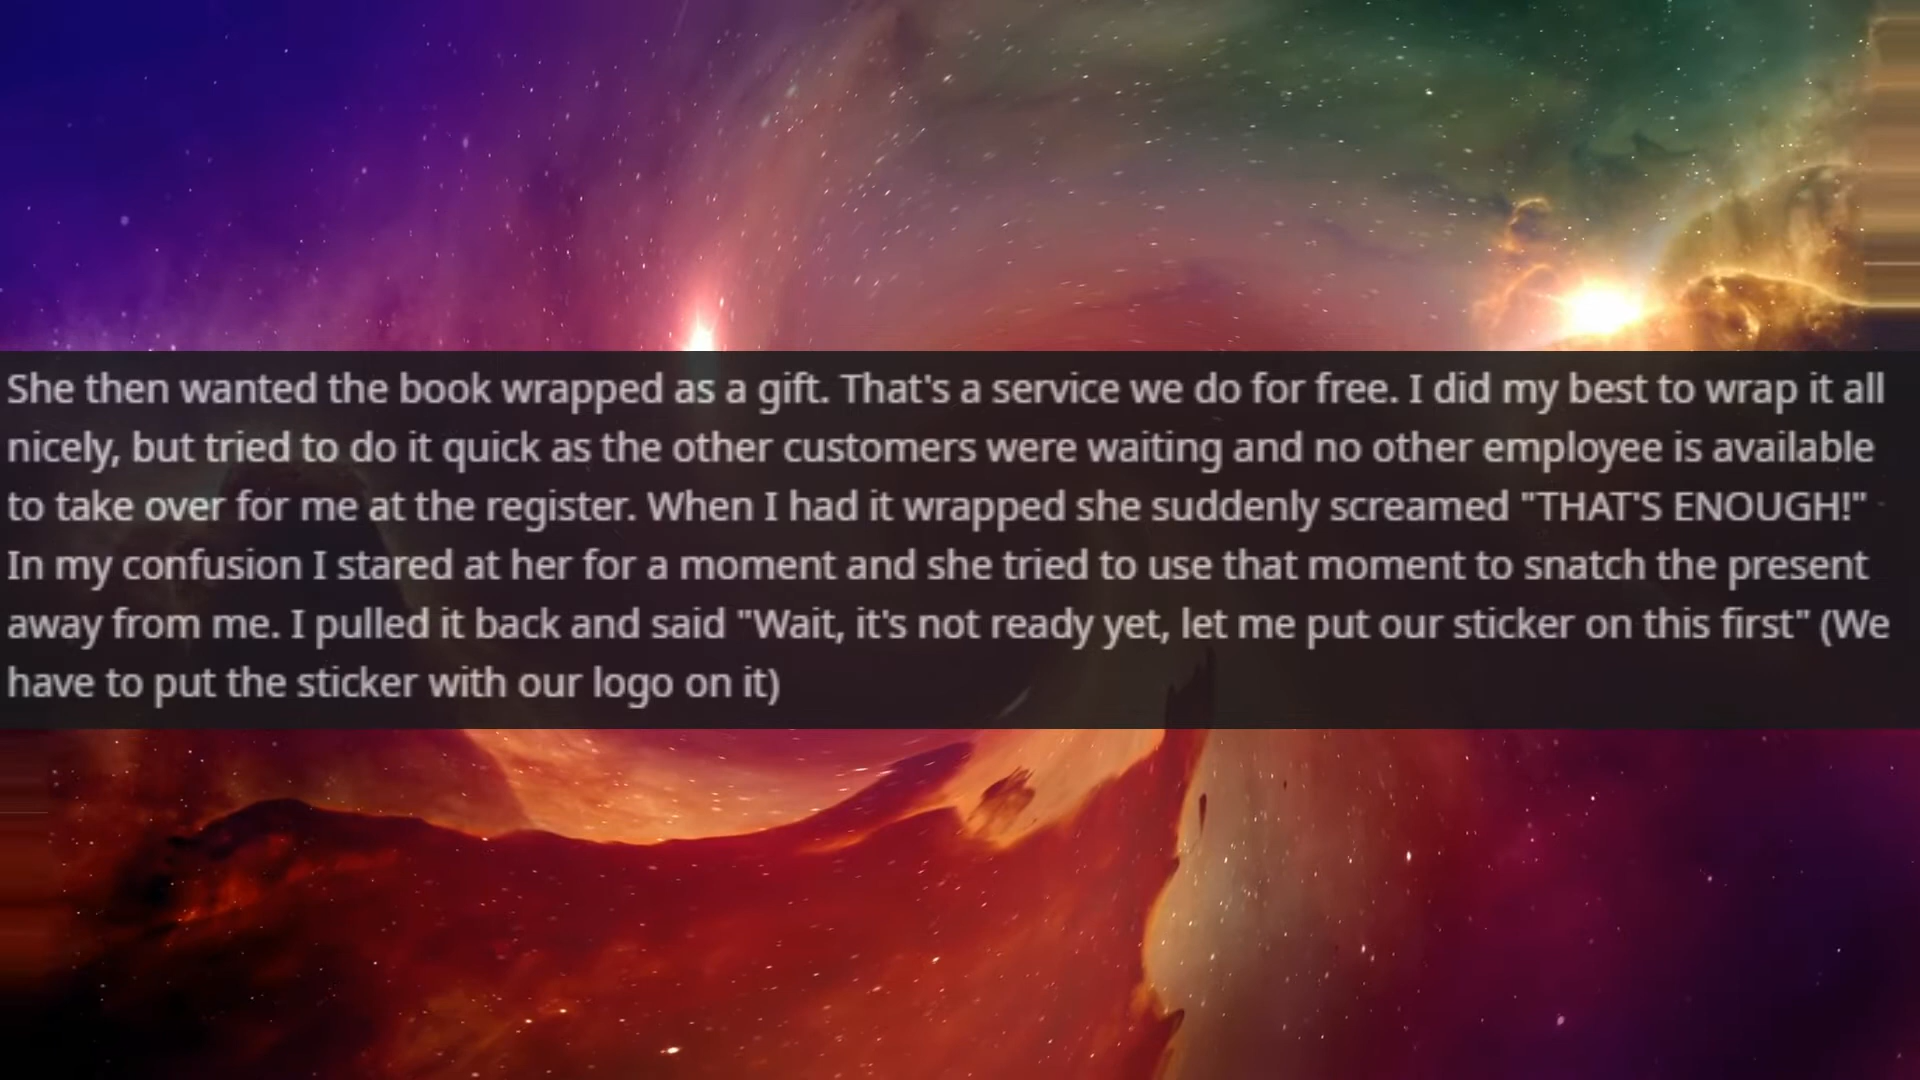 She then wanted the book wrapped as a gift. That's a service we do for free. I did my best to wrap it all
nicely, but tried to do it quick as the other customers were waiting and no other employee is available
to take over for me at the register. When I had it wrapped she suddenly screamed "THAT'S ENOUGH!"
In my confusion I stared at her for a moment and she tried to use that moment to snatch the present
away from me. I pulled it back and said "Wait, it's not ready yet, let me put our sticker on this first" (We
have to put the sticker with our logo on it)